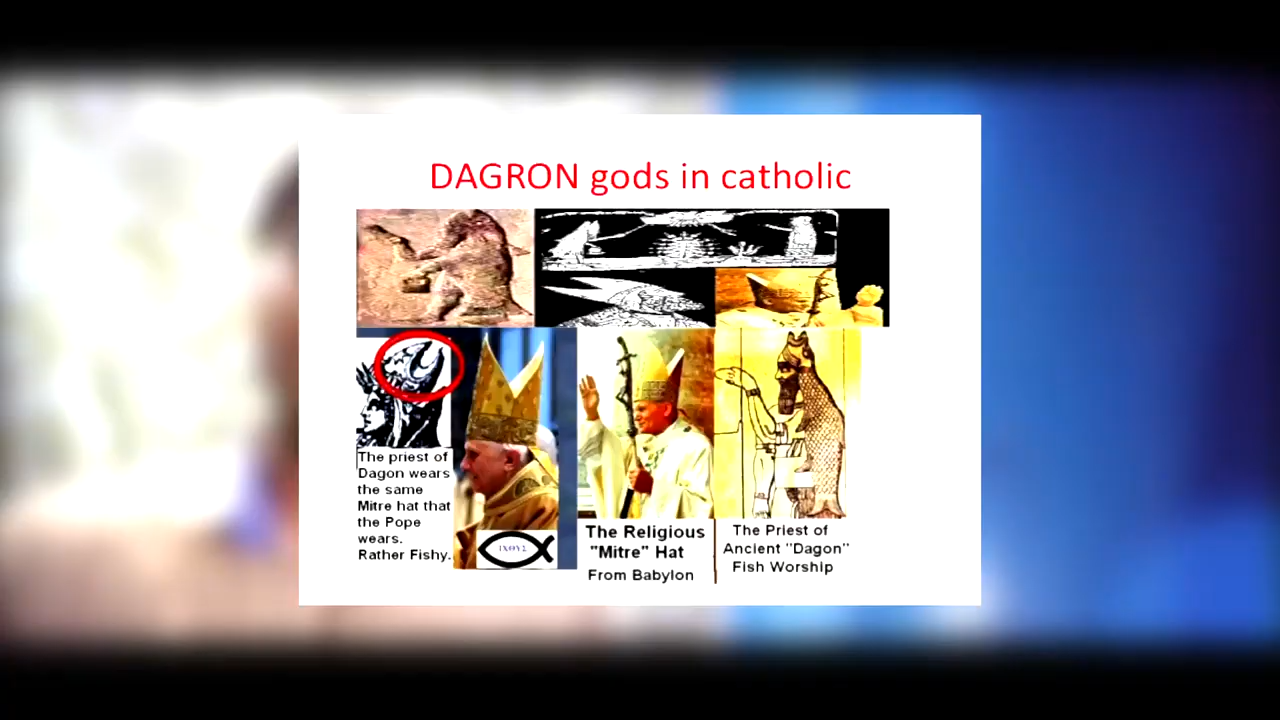 DAGRON gods in catholic
The priest of
Dagon wears
the same
Mitre hat that
the Pope
wears.
Rather Fishy.
ΙΧΘΥΣ
The Religious
"Mitre" Hat
From Babylon
The Priest of
Ancient "Dagon"
Fish Worship